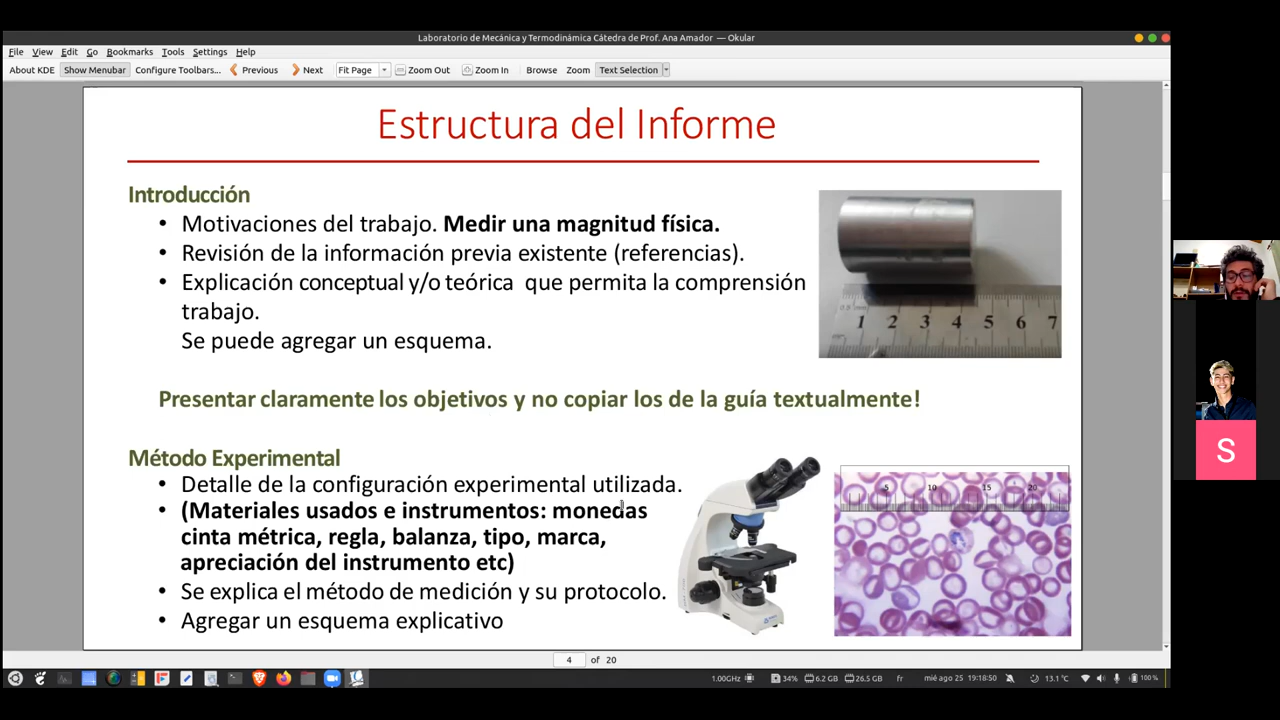 Laboratorio de Mecánica y Termodinámica Cátedra de Prof. Ana Amador — Okular
File View Edit Go Bookmarks Tools Settings Help
About KDE Show Menubar Configure Toolbars... Previous Next Fit Page Zoom Out Zoom In Browse Zoom Text Selection
Estructura del Informe
Introducción
• Motivaciones del trabajo. Medir una magnitud física.
• Revisión de la información previa existente (referencias).
• Explicación conceptual y/o teórica que permita la comprensión
trabajo.
Se puede agregar un esquema.
1 2 3 4 5 6 7
Presentar claramente los objetivos y no copiar los de la guía textualmente!
Método Experimental
• Detalle de la configuración experimental utilizada.
• (Materiales usados e instrumentos: monedas
cinta métrica, regla, balanza, tipo, marca,
apreciación del instrumento etc)
• Se explica el método de medición y su protocolo.
• Agregar un esquema explicativo
5 10 15 20
S
4 of 20
1.00GHz 34% 6.2 GB 26.5 GB fr mié ago 25 19:18:50 13.1 °C 100 %